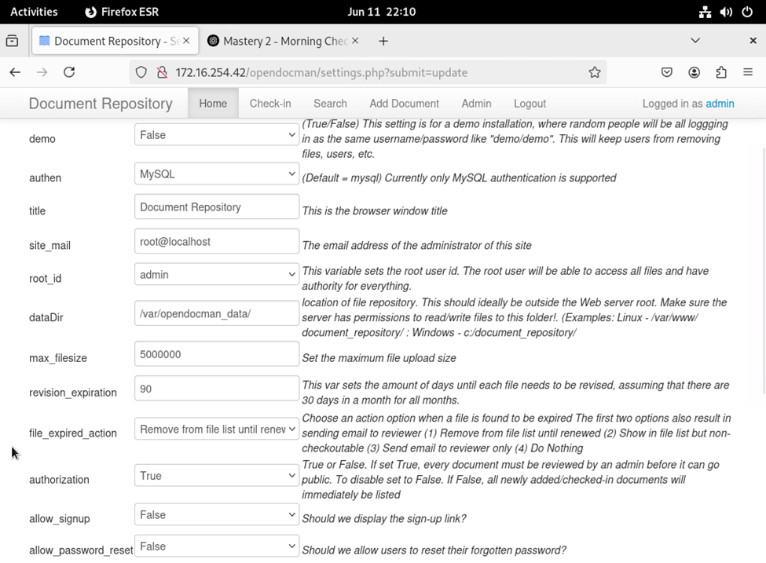 Activities Firefox ESR Jun 11 22:10
Document Repository - Se Mastery 2 - Morning Chec
172.16.254.42/opendocman/settings.php?submit=update
Document Repository Home Check-in Search Add Document Admin Logout Logged in as admin
demo False (True/False) This setting is for a demo installation, where random people will be all loggging
in as the same username/password like "demo/demo". This will keep users from removing
files, users, etc.
authen MySQL (Default = mysql) Currently only MySQL authentication is supported
title Document Repository This is the browser window title
site_mail root@localhost The email address of the administrator of this site
root_id admin This variable sets the root user id. The root user will be able to access all files and have
authority for everything.
dataDir /var/opendocman_data/ location of file repository. This should ideally be outside the Web server root. Make sure the
server has permissions to read/write files to this folder!. (Examples: Linux - /var/www/
document_repository/ : Windows - c:/document_repository/
max_filesize 5000000 Set the maximum file upload size
revision_expiration 90 This var sets the amount of days until each file needs to be revised, assuming that there are
30 days in a month for all months.
file_expired_action Remove from file list until renew Choose an action option when a file is found to be expired The first two options also result in
sending email to reviewer (1) Remove from file list until renewed (2) Show in file list but non-
checkoutable (3) Send email to reviewer only (4) Do Nothing
authorization True True or False. If set True, every document must be reviewed by an admin before it can go
public. To disable set to False. If False, all newly added/checked-in documents will
immediately be listed
allow_signup False Should we display the sign-up link?
allow_password_reset False Should we allow users to reset their forgotten password?